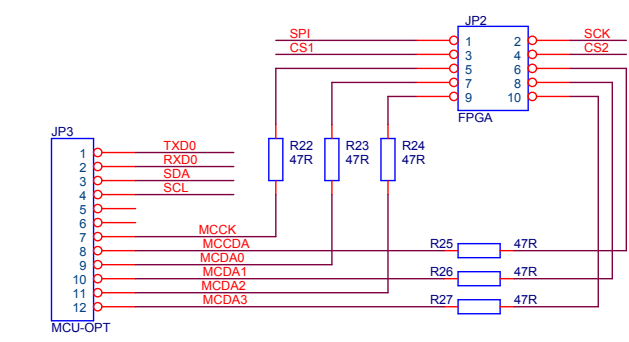 JP2
SPI 1 2 SCK
CS1 3 4 CS2
5 6
7 8
9 10
FPGA
JP3
R22 47R
R23 47R
R24 47R
1 TXD0
2 RXD0
3 SDA
4 SCL
5
6
7 MCCK
8 MCCDA R25 47R
9 MCDA0
10 MCDA1 R26 47R
11 MCDA2
12 MCDA3 R27 47R
MCU-OPT